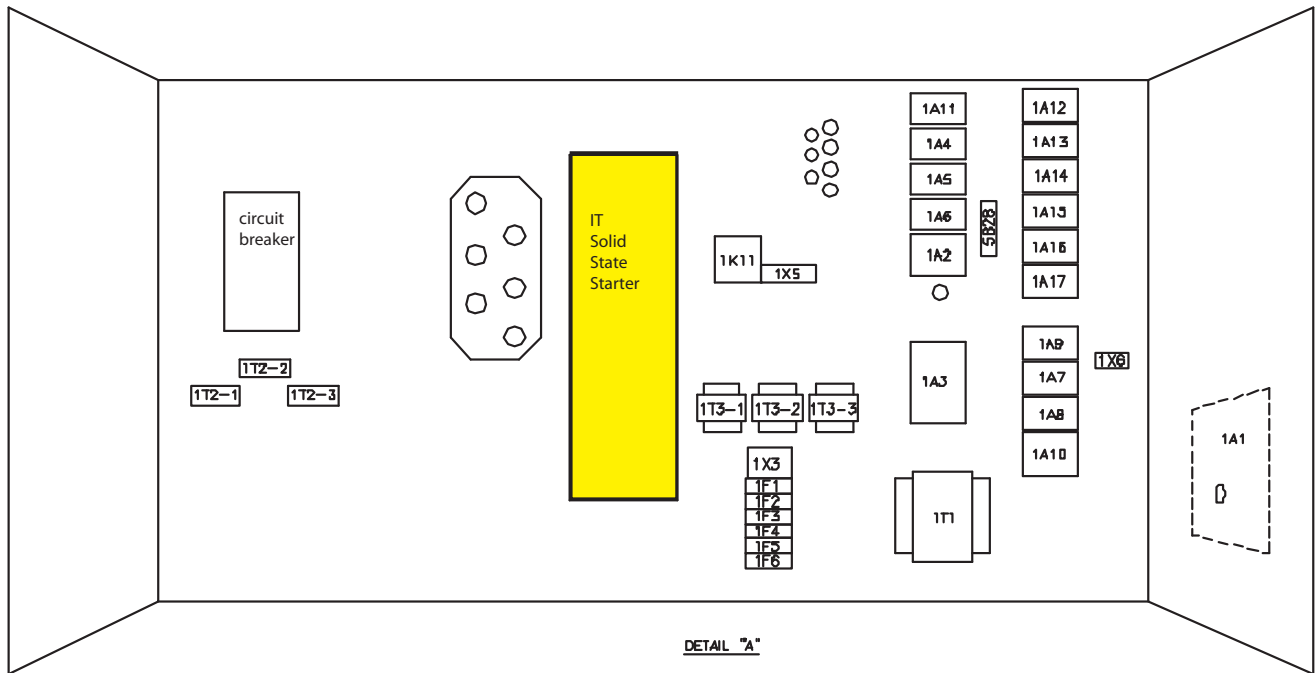 circuit
breaker
1T2-2
1T2-1
1T2-3
IT
Solid
State
Starter
1K11
1X5
1T3-1
1T3-2
1T3-3
1X3
1F1
1F2
1F3
1F4
1F5
1F6
1A11
1A4
1A5
1A6
1A2
5B28
1A3
1T1
1A12
1A13
1A14
1A15
1A16
1A17
1A9
1A7
1A8
1A10
1X6
1A1
DETAIL "A"